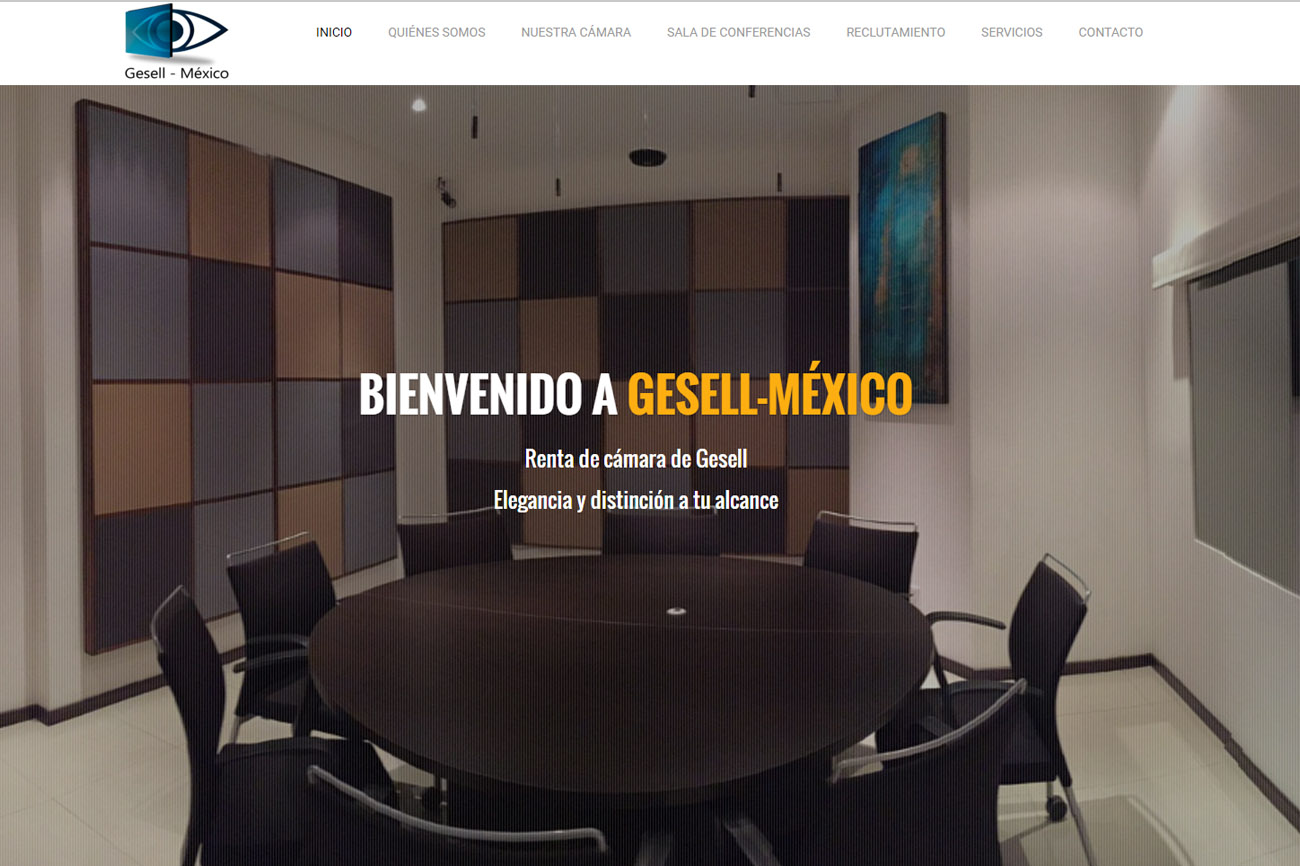 Gesell - México
INICIO QUIÉNES SOMOS NUESTRA CÁMARA SALA DE CONFERENCIAS RECLUTAMIENTO SERVICIOS CONTACTO
BIENVENIDO A GESELL-MÉXICO
Renta de cámara de Gesell
Elegancia y distinción a tu alcance